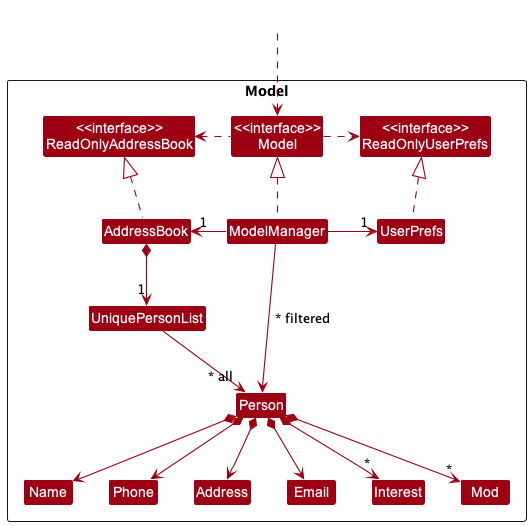 Model
<<interface>>
ReadOnlyAddressBook
<<interface>>
Model
<<interface>>
ReadOnlyUserPrefs
AddressBook
1
ModelManager
1
UserPrefs
1
UniquePersonList
* filtered
* all
Person
*
*
Name
Phone
Address
Email
Interest
Mod